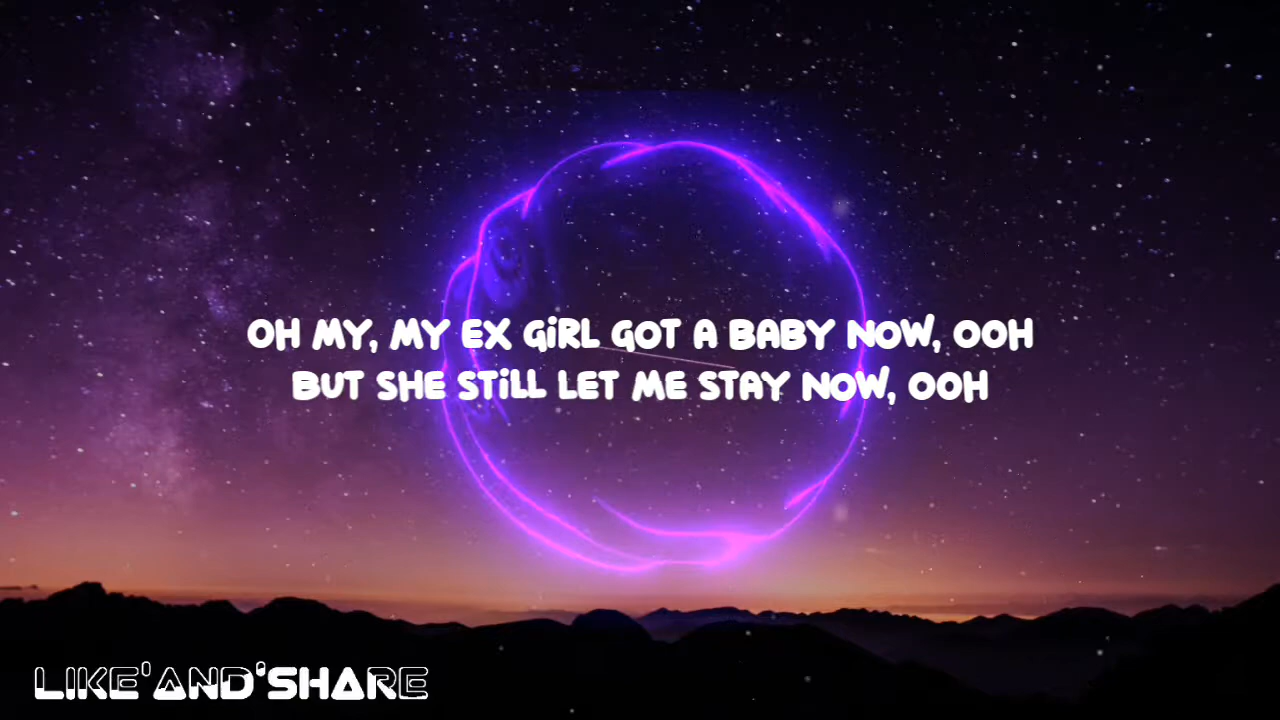 OH MY, MY EX GiRL GOT A BABY NOW, OOH
BUT SHE STiLL LET ME STAY NOW, OOH
LIKE'AND'SHARE